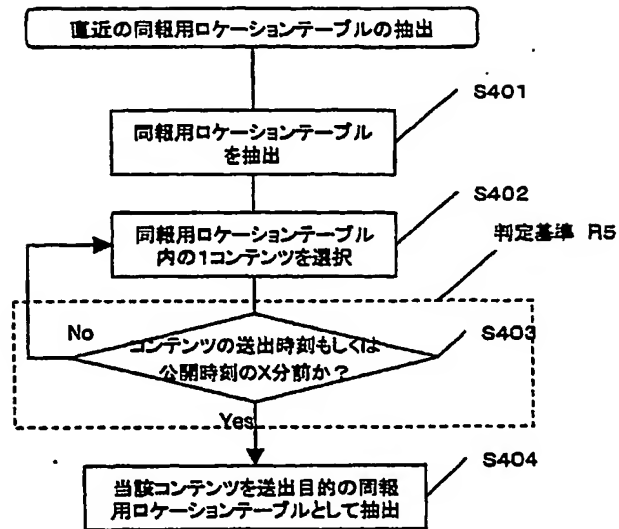 直近の同報用ロケーションテーブルの抽出
S401
同報用ロケーションテーブル
を抽出
S402
同報用ロケーションテーブル
内の1コンテンツを選択
判定基準 R5
No
コンテンツの送出時刻もしくは
公開時刻のX分前か？
S403
Yes
S404
当該コンテンツを送出目的の同報
用ロケーションテーブルとして抽出